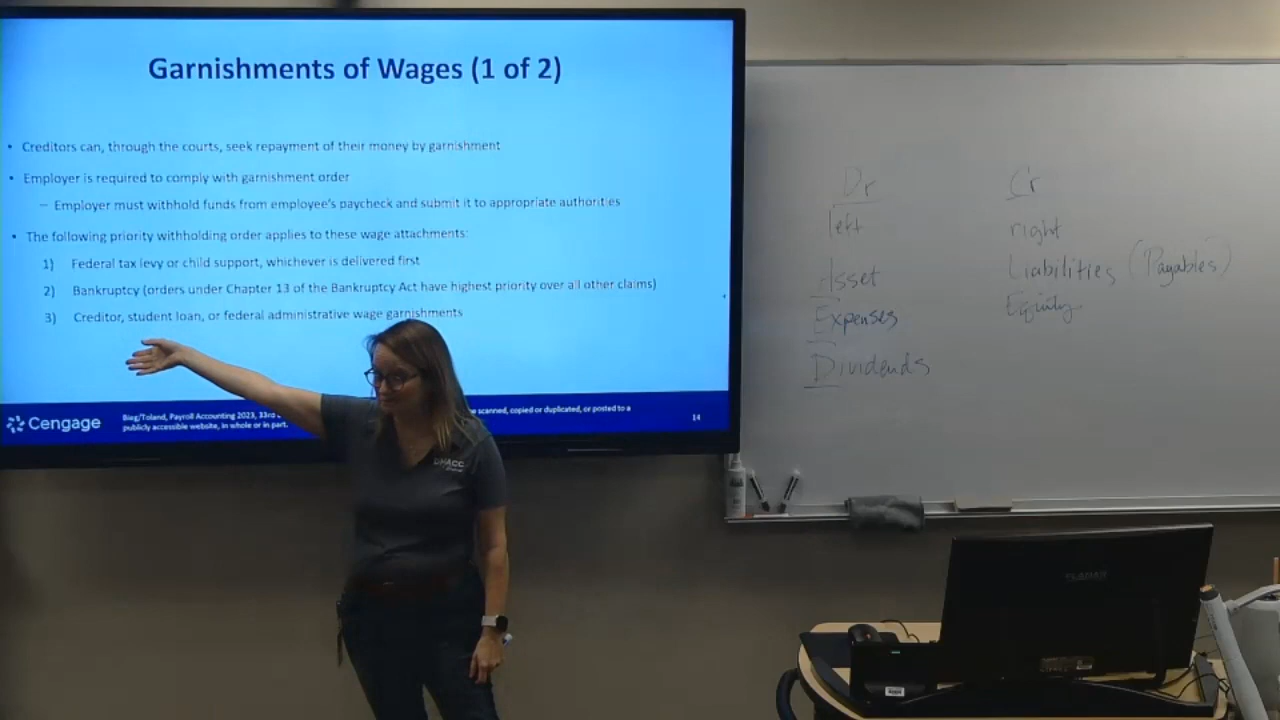 Garnishments of Wages (1 of 2)
• Creditors can, through the courts, seek repayment of their money by garnishment
• Employer is required to comply with garnishment order
– Employer must withhold funds from employee's paycheck and submit it to appropriate authorities
• The following priority withholding order applies to these wage attachments:
1) Federal tax levy or child support, whichever is delivered first
2) Bankruptcy (orders under Chapter 13 of the Bankruptcy Act have highest priority over all other claims)
3) Creditor, student loan, or federal administrative wage garnishments
Cengage
Bieg/Toland, Payroll Accounting 2023, 33rd
scanned, copied or duplicated, or posted to a
publicly accessible website, in whole or in part.
14
DMACC
Dr Cr
left right
Asset Liabilities (Payables)
Expenses Equity
Dividends